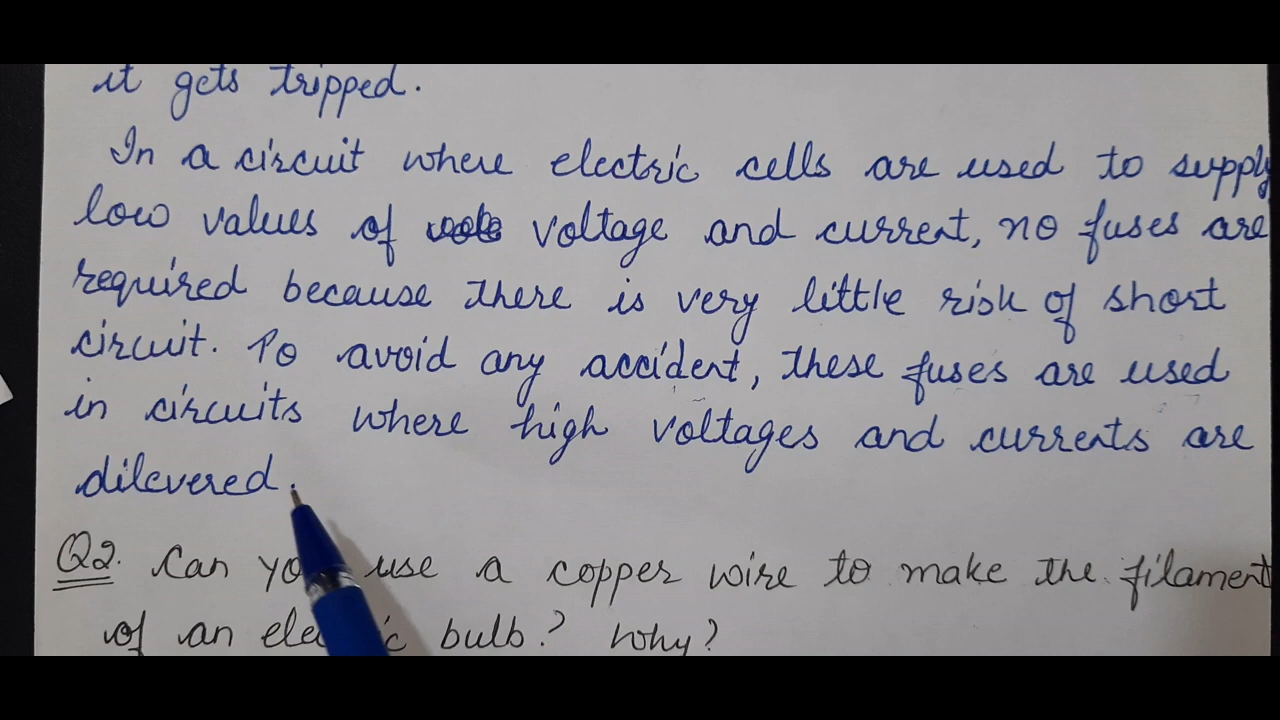 it gets tripped.
In a circuit where electric cells are used to supply
low values of voltage and current, no fuses are
required because there is very little risk of short
circuit. To avoid any accident, these fuses are used
in circuits where high voltages and currents are
dilevered.
Q2. Can you use a copper wire to make the filament
of an electric bulb? Why?